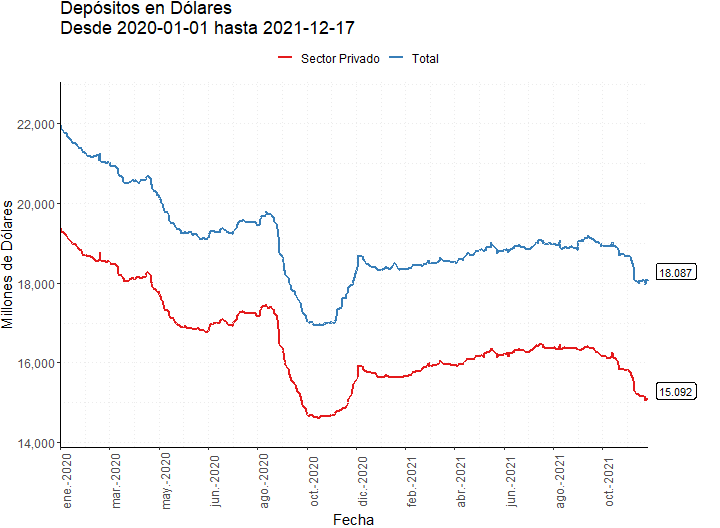 Depósitos en Dólares
Desde 2020-01-01 hasta 2021-12-17
Sector Privado
Total
Millones de Dólares
22,000
20,000
18,000
16,000
14,000
18.087
15.092
ene.-2020
mar.-2020
may.-2020
jun.-2020
ago.-2020
oct.-2020
dic.-2020
feb.-2021
abr.-2021
jun.-2021
ago.-2021
oct.-2021
Fecha